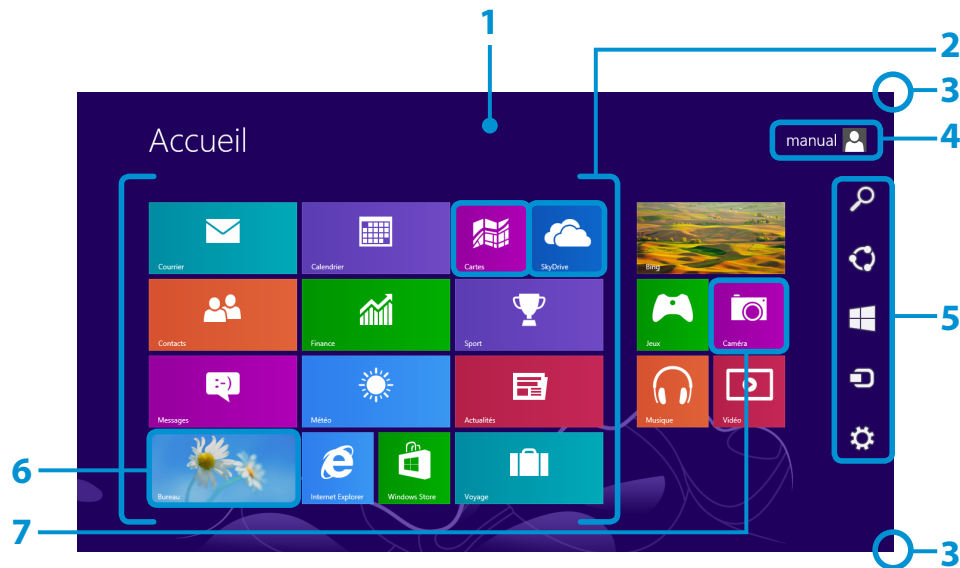 1
2
3
Accueil
manual
4
Courrier
Calendrier
Cartes
SkyDrive
Bing
Contacts
Finance
Sport
Jeux
Caméra
5
:-)
Messages
Météo
Actualités
Musique
Vidéo
6
Bureau
Internet Explorer
Windows Store
Voyage
7
3